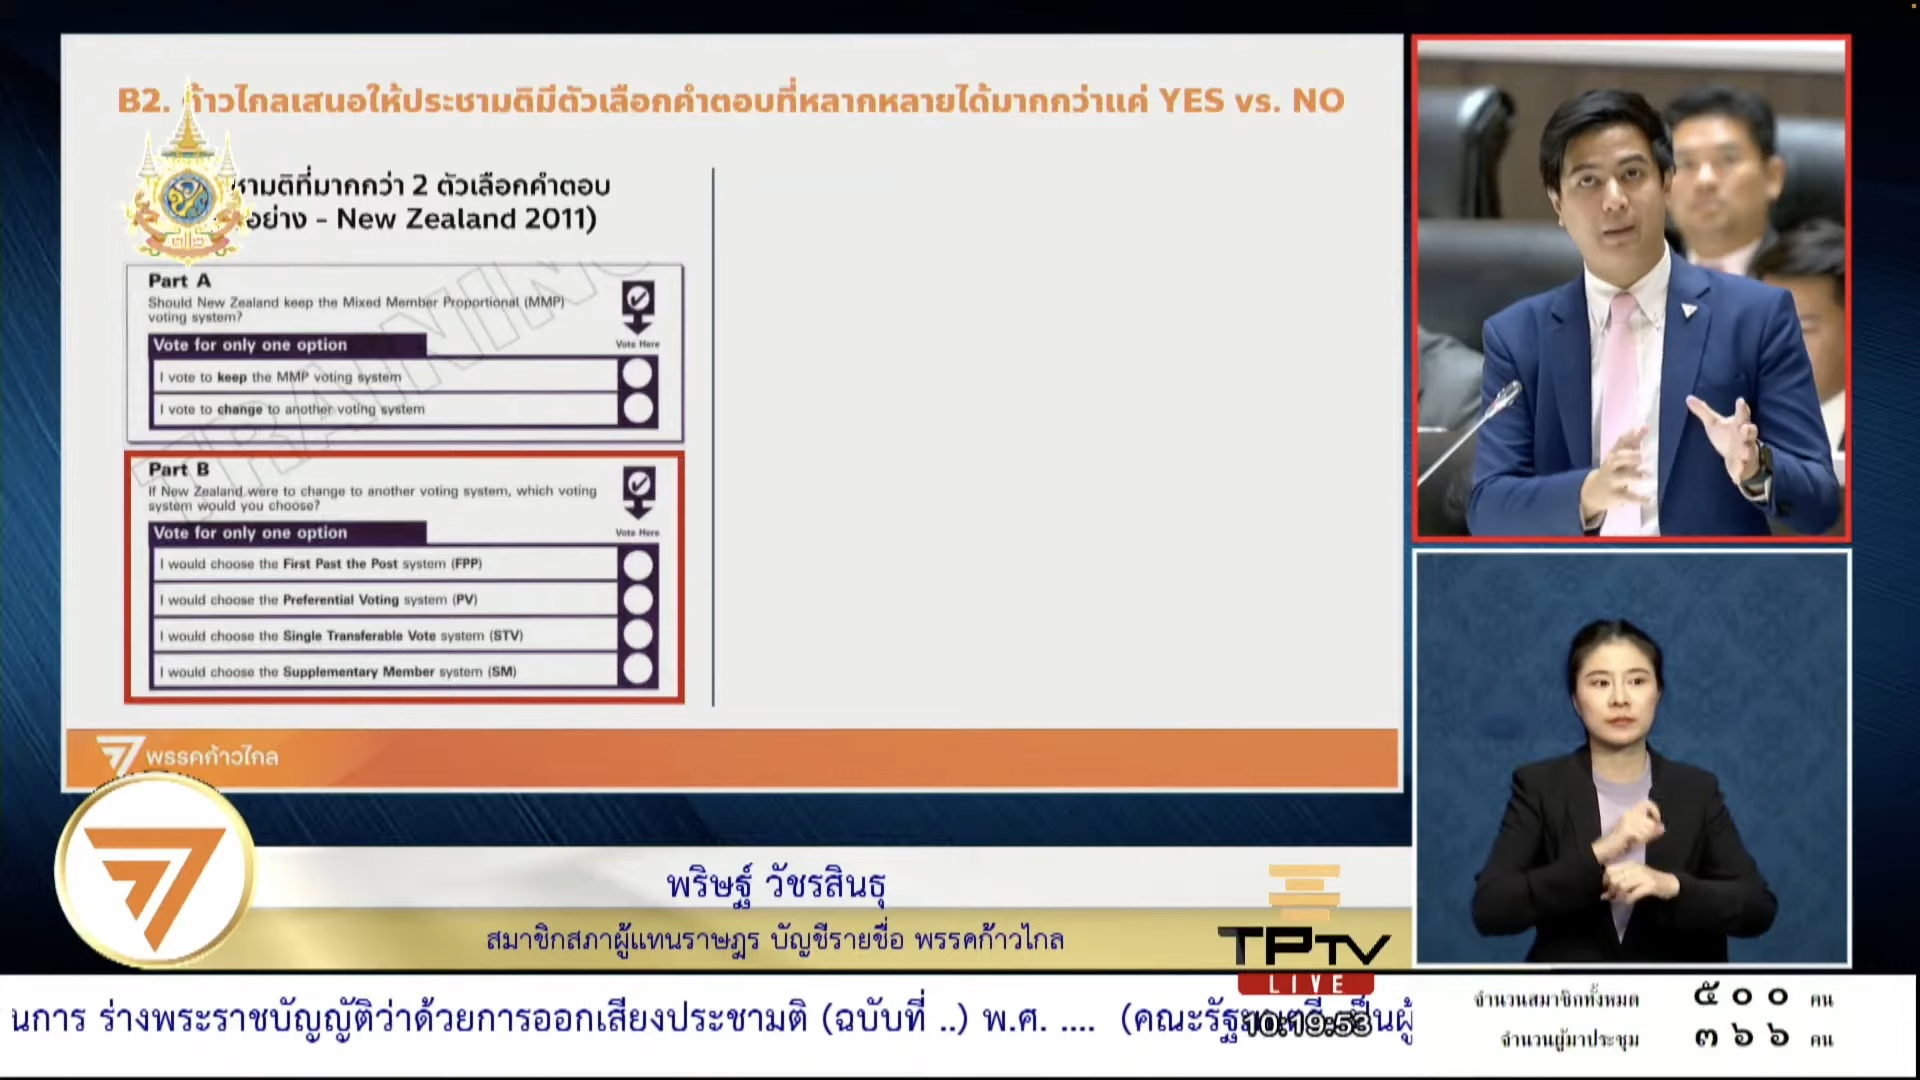 B2. ก้าวไกลเสนอให้ประชามติมีตัวเลือกคำตอบที่หลากหลายได้มากกว่าแค่ YES vs. NO
ชามติที่มากกว่า 2 ตัวเลือกคำตอบ
อย่าง - New Zealand 2011)
Part A
Should New Zealand keep the Mixed Member Proportional (MMP)
voting system?
Vote for only one option
Vote Here
I vote to keep the MMP voting system
I vote to change to another voting system
TRAINING
Part B
If New Zealand were to change to another voting system, which voting
system would you choose?
Vote for only one option
Vote Here
I would choose the First Past the Post system (FPP)
I would choose the Preferential Voting system (PV)
I would choose the Single Transferable Vote system (STV)
I would choose the Supplementary Member system (SM)
พรรคก้าวไกล
พริษฐ์ วัชรสินธุ
สมาชิกสภาผู้แทนราษฎร บัญชีรายชื่อ พรรคก้าวไกล
TPTV
LIVE
10:19:53
นการ ร่างพระราชบัญญัติว่าด้วยการออกเสียงประชามติ (ฉบับที่ ..) พ.ศ. .... (คณะรัฐมนตรี เป็นผู้
จำนวนสมาชิกทั้งหมด ๕๐๐ คน
จำนวนผู้มาประชุม ๓๖๖ คน